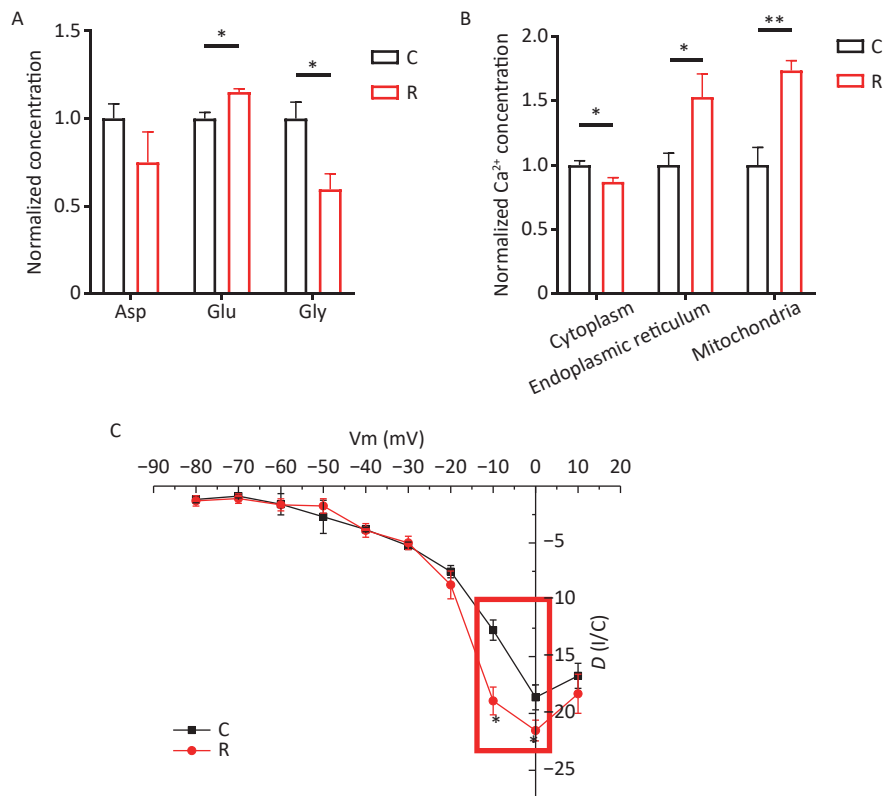 A
Normalized concentration
1.5
1.0
0.5
0
*
*
C
R
Asp Glu Gly
B
Normalized Ca²⁺ concentration
2.0
1.5
1.0
0.5
0
*
*
**
C
R
Cytoplasm
Endoplasmic reticulum
Mitochondria
C
Vm (mV)
−90 −80 −70 −60 −50 −40 −30 −20 −10 0 10 20
−5
−10
−15
−20
−25
D (I/C)
*
*
C
R